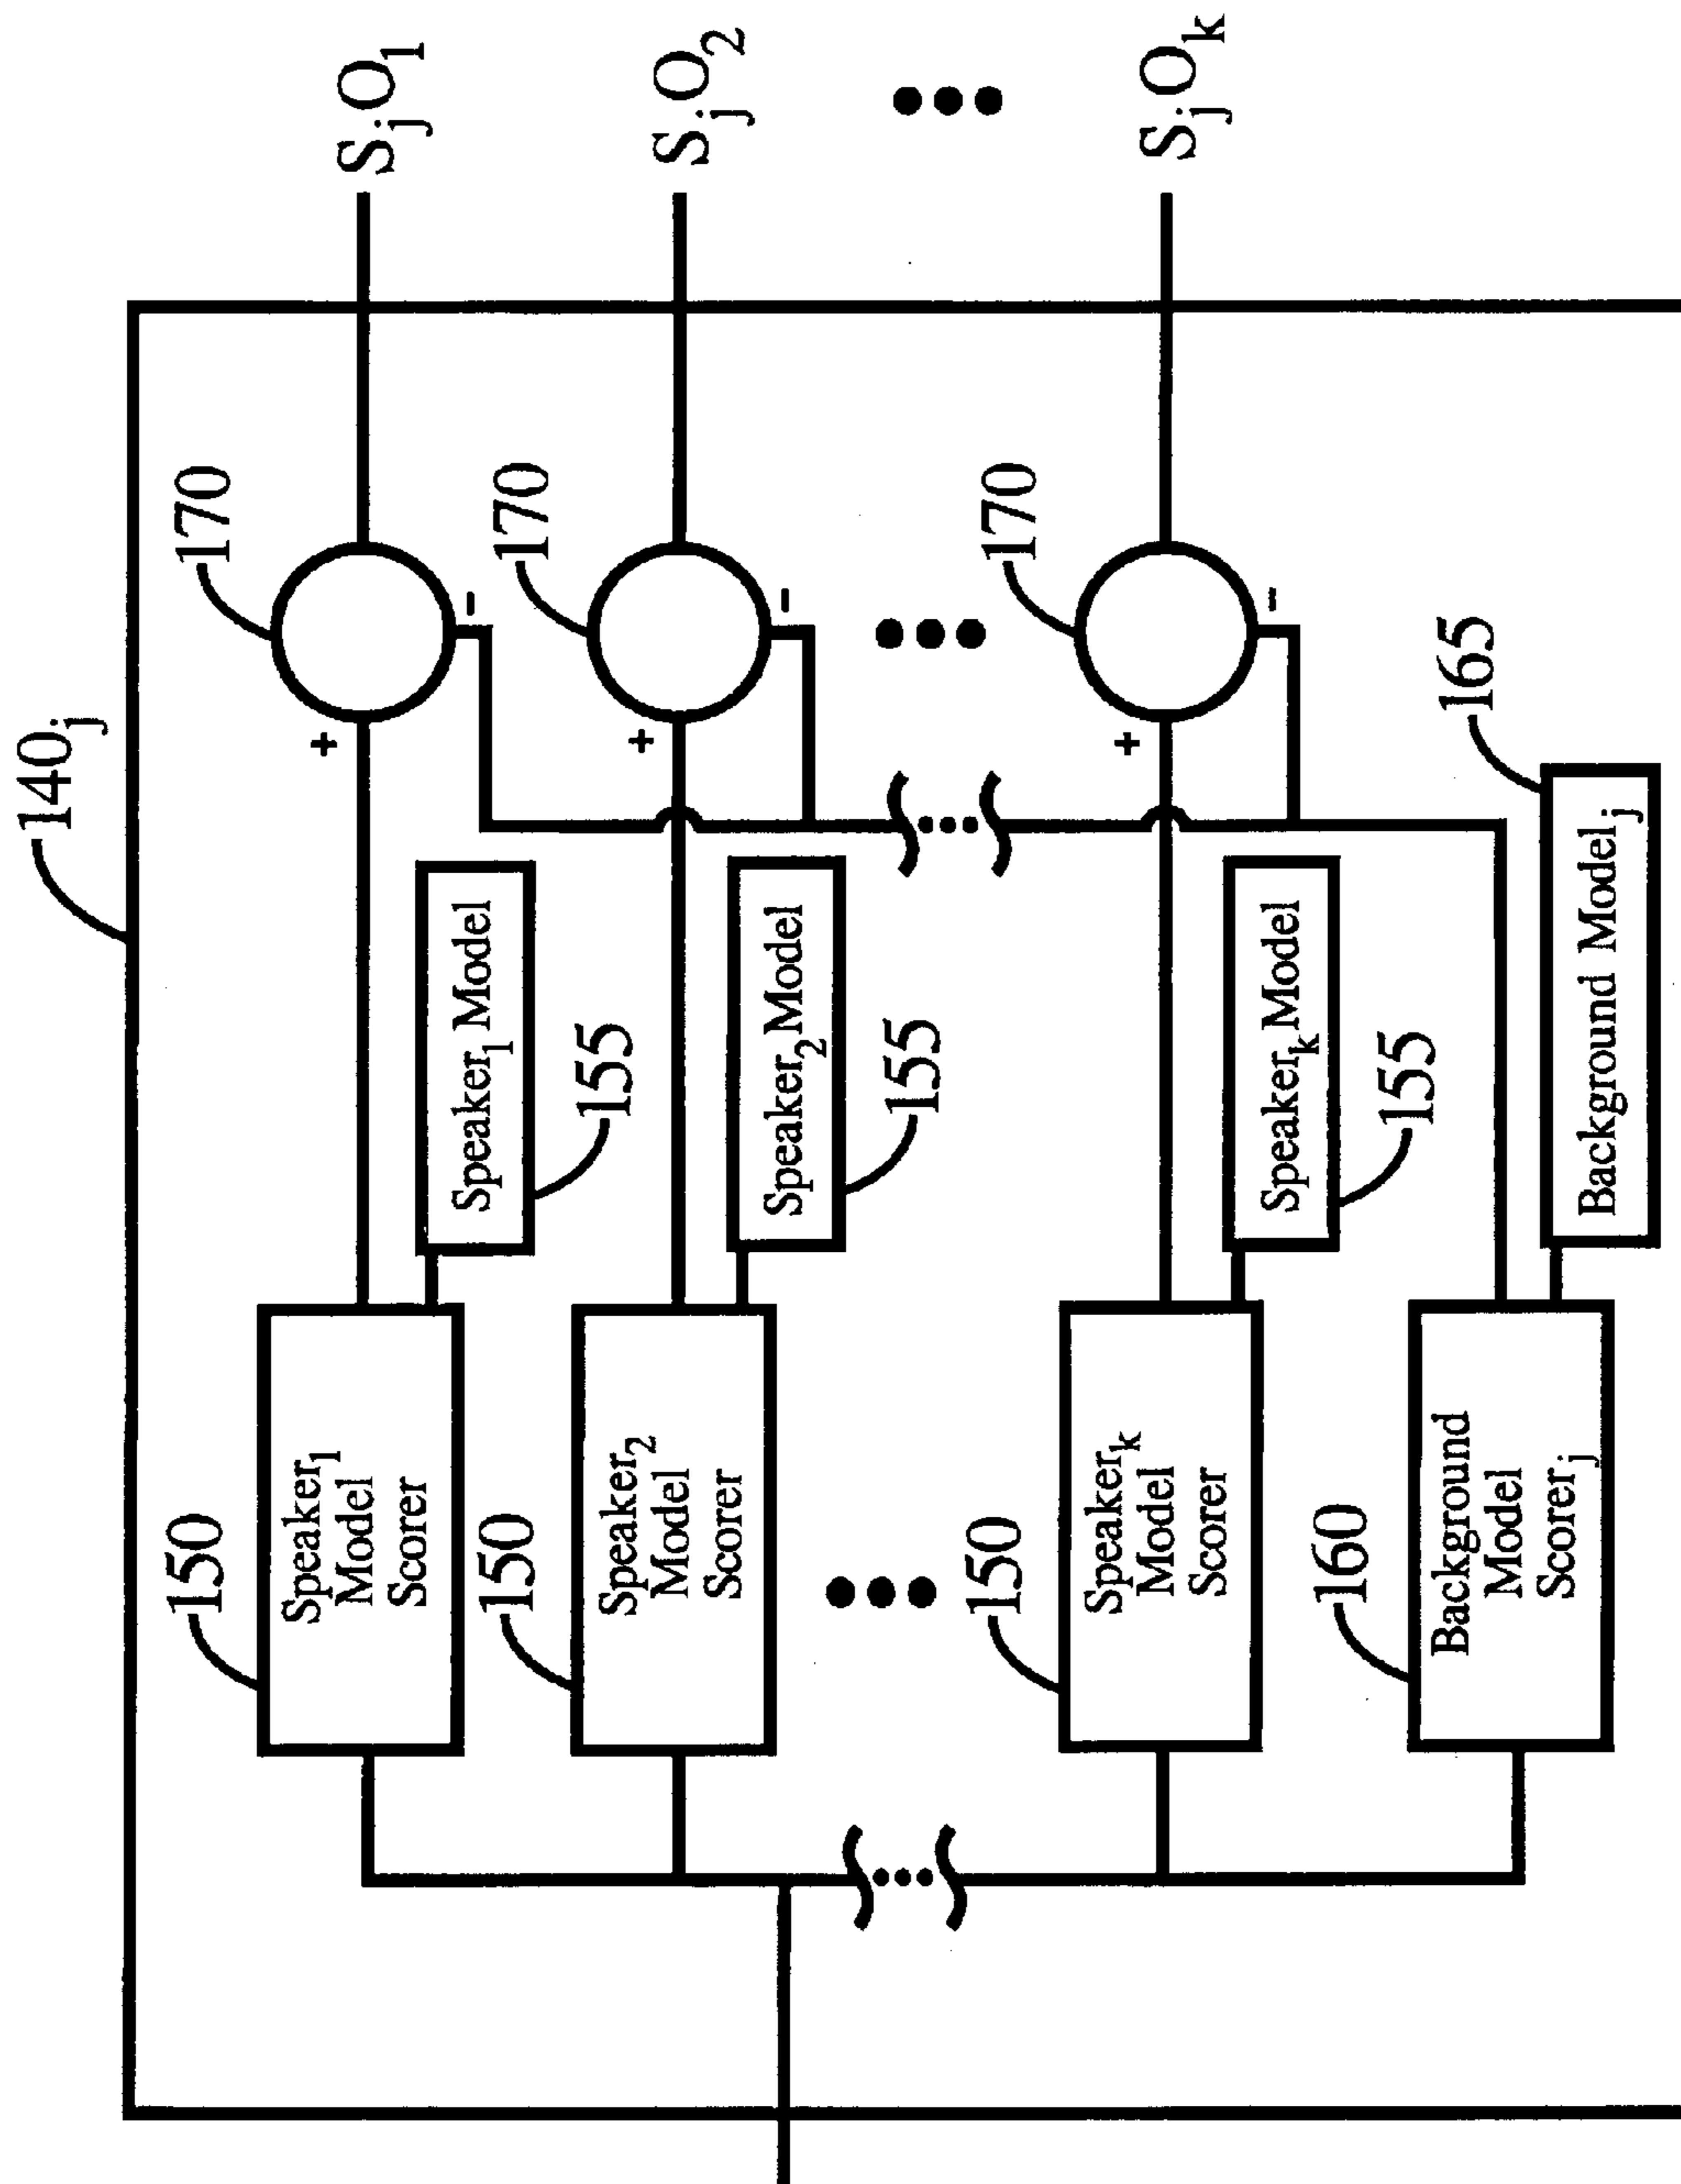 140ⱼ
150
Speaker₁
Model
Scorer
Speaker₁ Model
155
170
+
-
SⱼO₁
150
Speaker₂
Model
Scorer
Speaker₂ Model
155
170
+
-
SⱼO₂
150
Speakerₖ
Model
Scorer
Speakerₖ Model
155
170
+
-
SⱼOₖ
160
Background
Model
Scorerⱼ
Background Modelⱼ
165